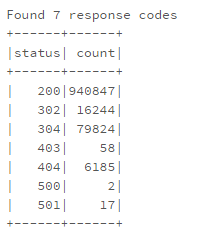 Found 7 response codes
+------+------+
|status| count|
+------+------+
|   200|940847|
|   302| 16244|
|   304| 79824|
|   403|    58|
|   404|  6185|
|   500|     2|
|   501|    17|
+------+------+